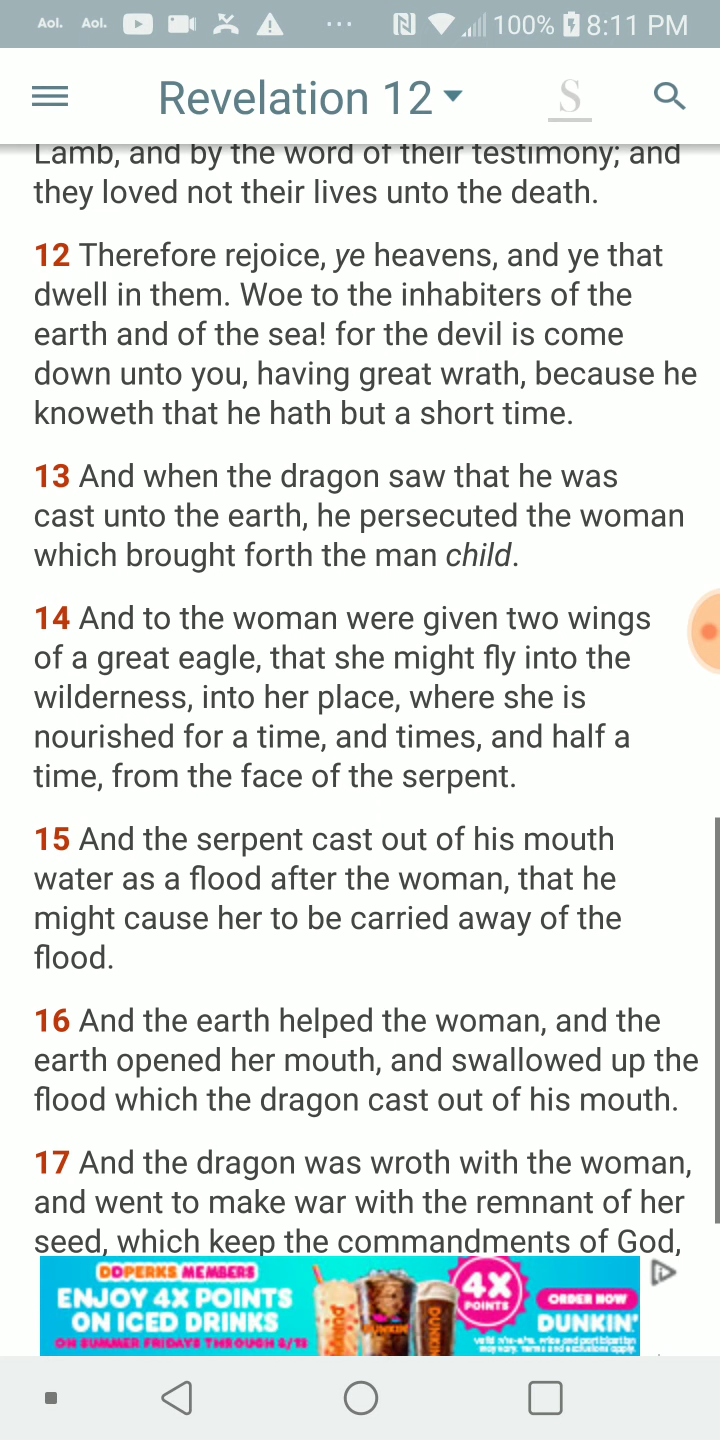 Aol. Aol. ... 100% 8:11 PM
Revelation 12 S
Lamb, and by the word of their testimony; and
they loved not their lives unto the death.
12 Therefore rejoice, ye heavens, and ye that
dwell in them. Woe to the inhabiters of the
earth and of the sea! for the devil is come
down unto you, having great wrath, because he
knoweth that he hath but a short time.
13 And when the dragon saw that he was
cast unto the earth, he persecuted the woman
which brought forth the man child.
14 And to the woman were given two wings
of a great eagle, that she might fly into the
wilderness, into her place, where she is
nourished for a time, and times, and half a
time, from the face of the serpent.
15 And the serpent cast out of his mouth
water as a flood after the woman, that he
might cause her to be carried away of the
flood.
16 And the earth helped the woman, and the
earth opened her mouth, and swallowed up the
flood which the dragon cast out of his mouth.
17 And the dragon was wroth with the woman,
and went to make war with the remnant of her
seed, which keep the commandments of God,
DDPERKS MEMBERS
ENJOY 4X POINTS
ON ICED DRINKS
ON SUMMER FRIDAYS THROUGH
DUNKIN'
4X
POINTS
ORDER NOW
DUNKIN'
Price and participation
may vary. Terms and exclusions apply.